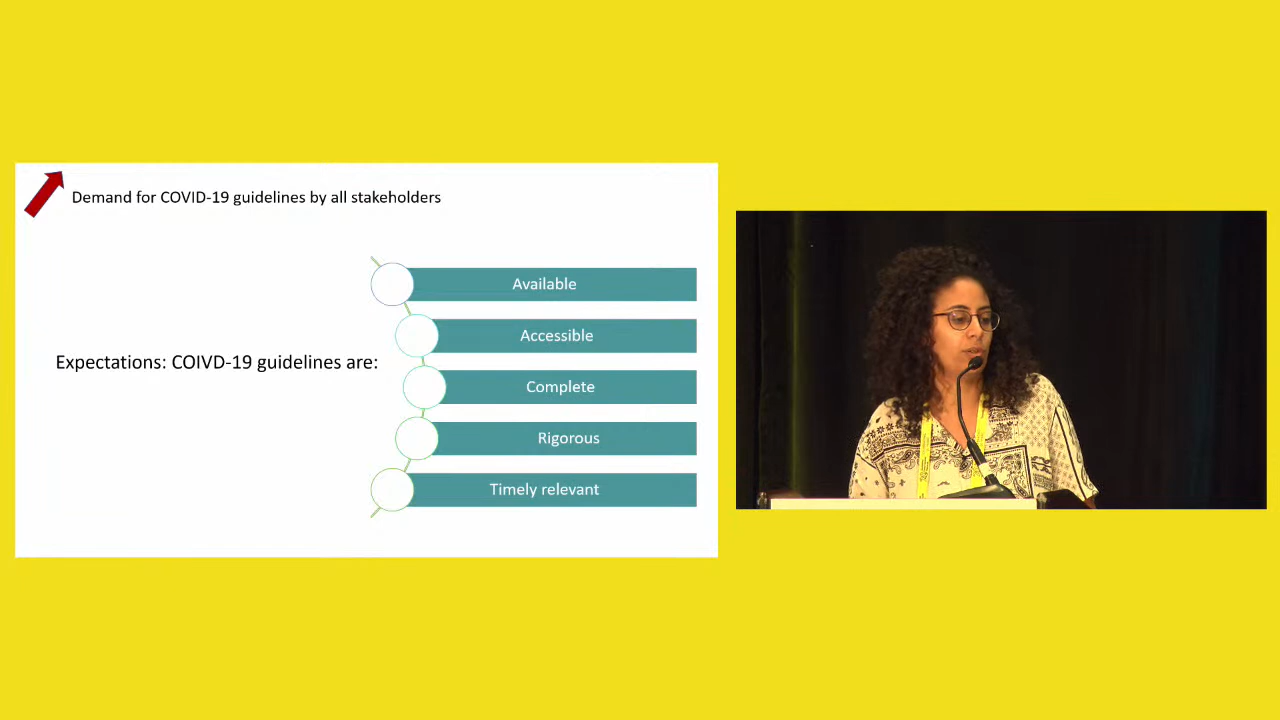 Demand for COVID-19 guidelines by all stakeholders
Expectations: COIVD-19 guidelines are:
Available
Accessible
Complete
Rigorous
Timely relevant